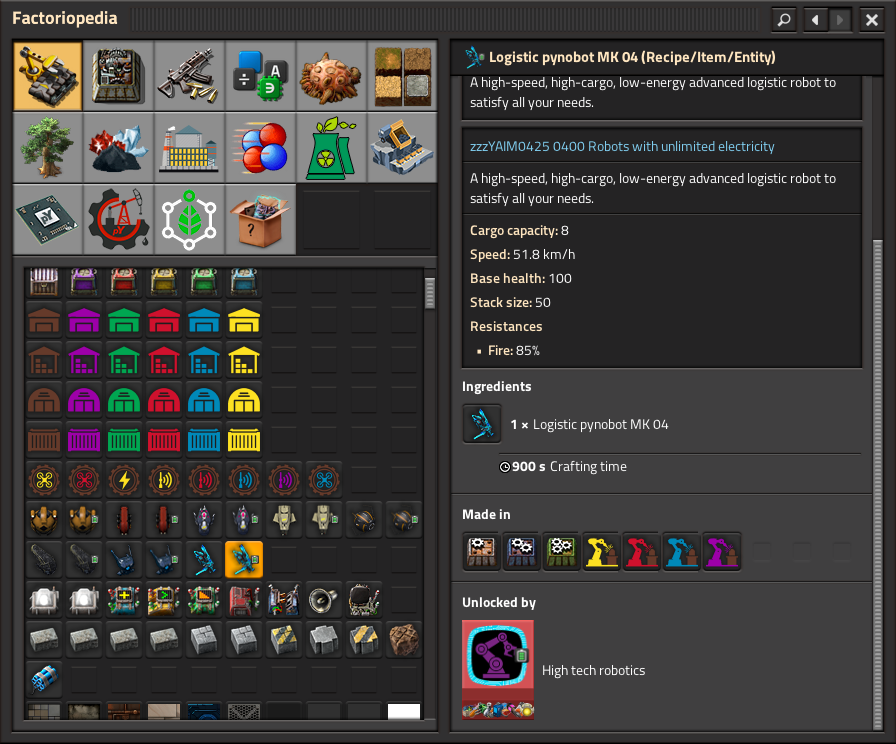 Factoriopedia
Logistic pynobot MK 04 (Recipe/Item/Entity)
A high-speed, high-cargo, low-energy advanced logistic robot to
satisfy all your needs.
zzzYAIM0425 0400 Robots with unlimited electricity
A high-speed, high-cargo, low-energy advanced logistic robot to
satisfy all your needs.
Cargo capacity: 8
Speed: 51.8 km/h
Base health: 100
Stack size: 50
Resistances
▪ Fire: 85%
Ingredients
1 × Logistic pynobot MK 04
900 s Crafting time
Made in
Unlocked by
High tech robotics